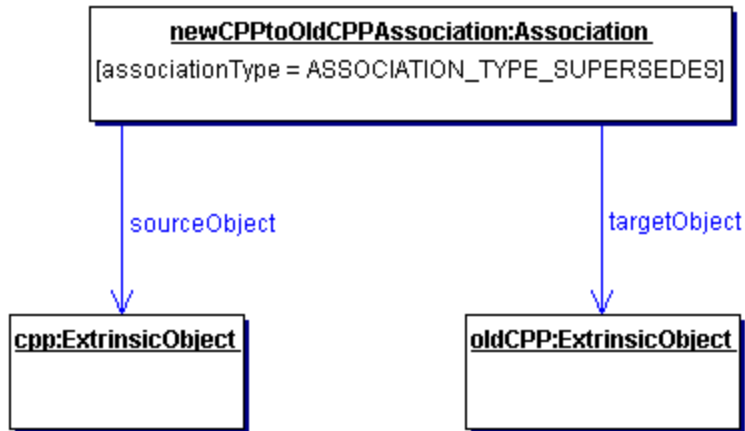 newCPPtoOldCPPAssociation:Association
[associationType = ASSOCIATION_TYPE_SUPERSEDES]
sourceObject
targetObject
cpp:ExtrinsicObject
oldCPP:ExtrinsicObject